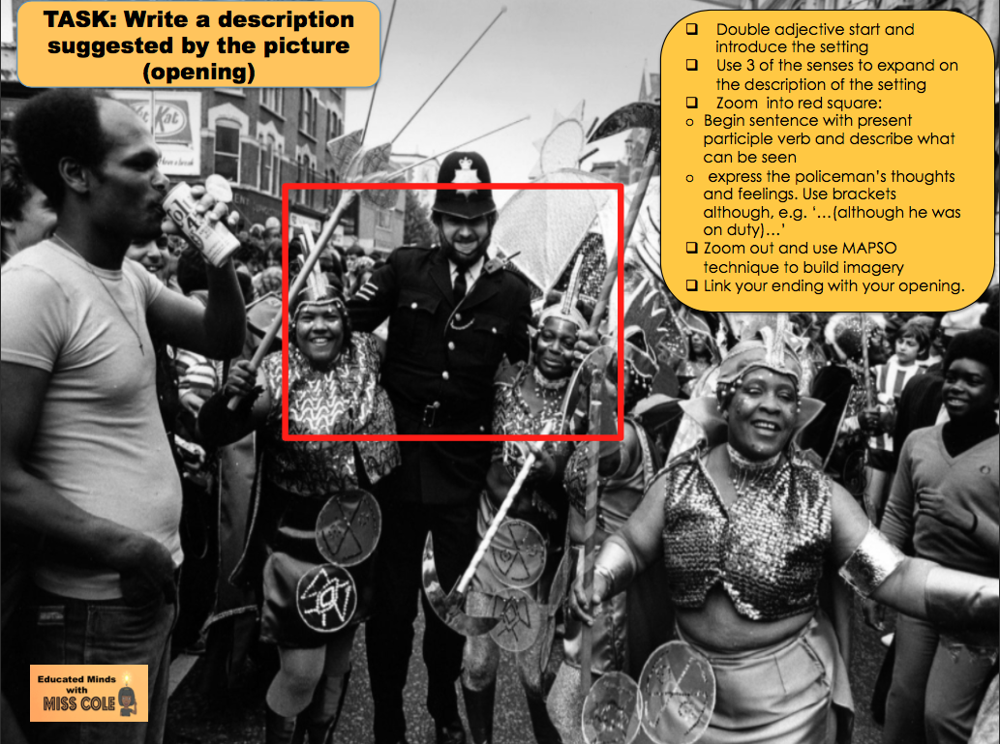 TASK: Write a description
suggested by the picture
(opening)
❑ Double adjective start and
introduce the setting
❑ Use 3 of the senses to expand on
the description of the setting
❑ Zoom into red square:
o Begin sentence with present
participle verb and describe what
can be seen
o express the policeman’s thoughts
and feelings. Use brackets
although, e.g. ‘…(although he was
on duty)…’
❑ Zoom out and use MAPSO
technique to build imagery
❑ Link your ending with your opening.
Kat
Have a break
Educated Minds
with
MISS COLE